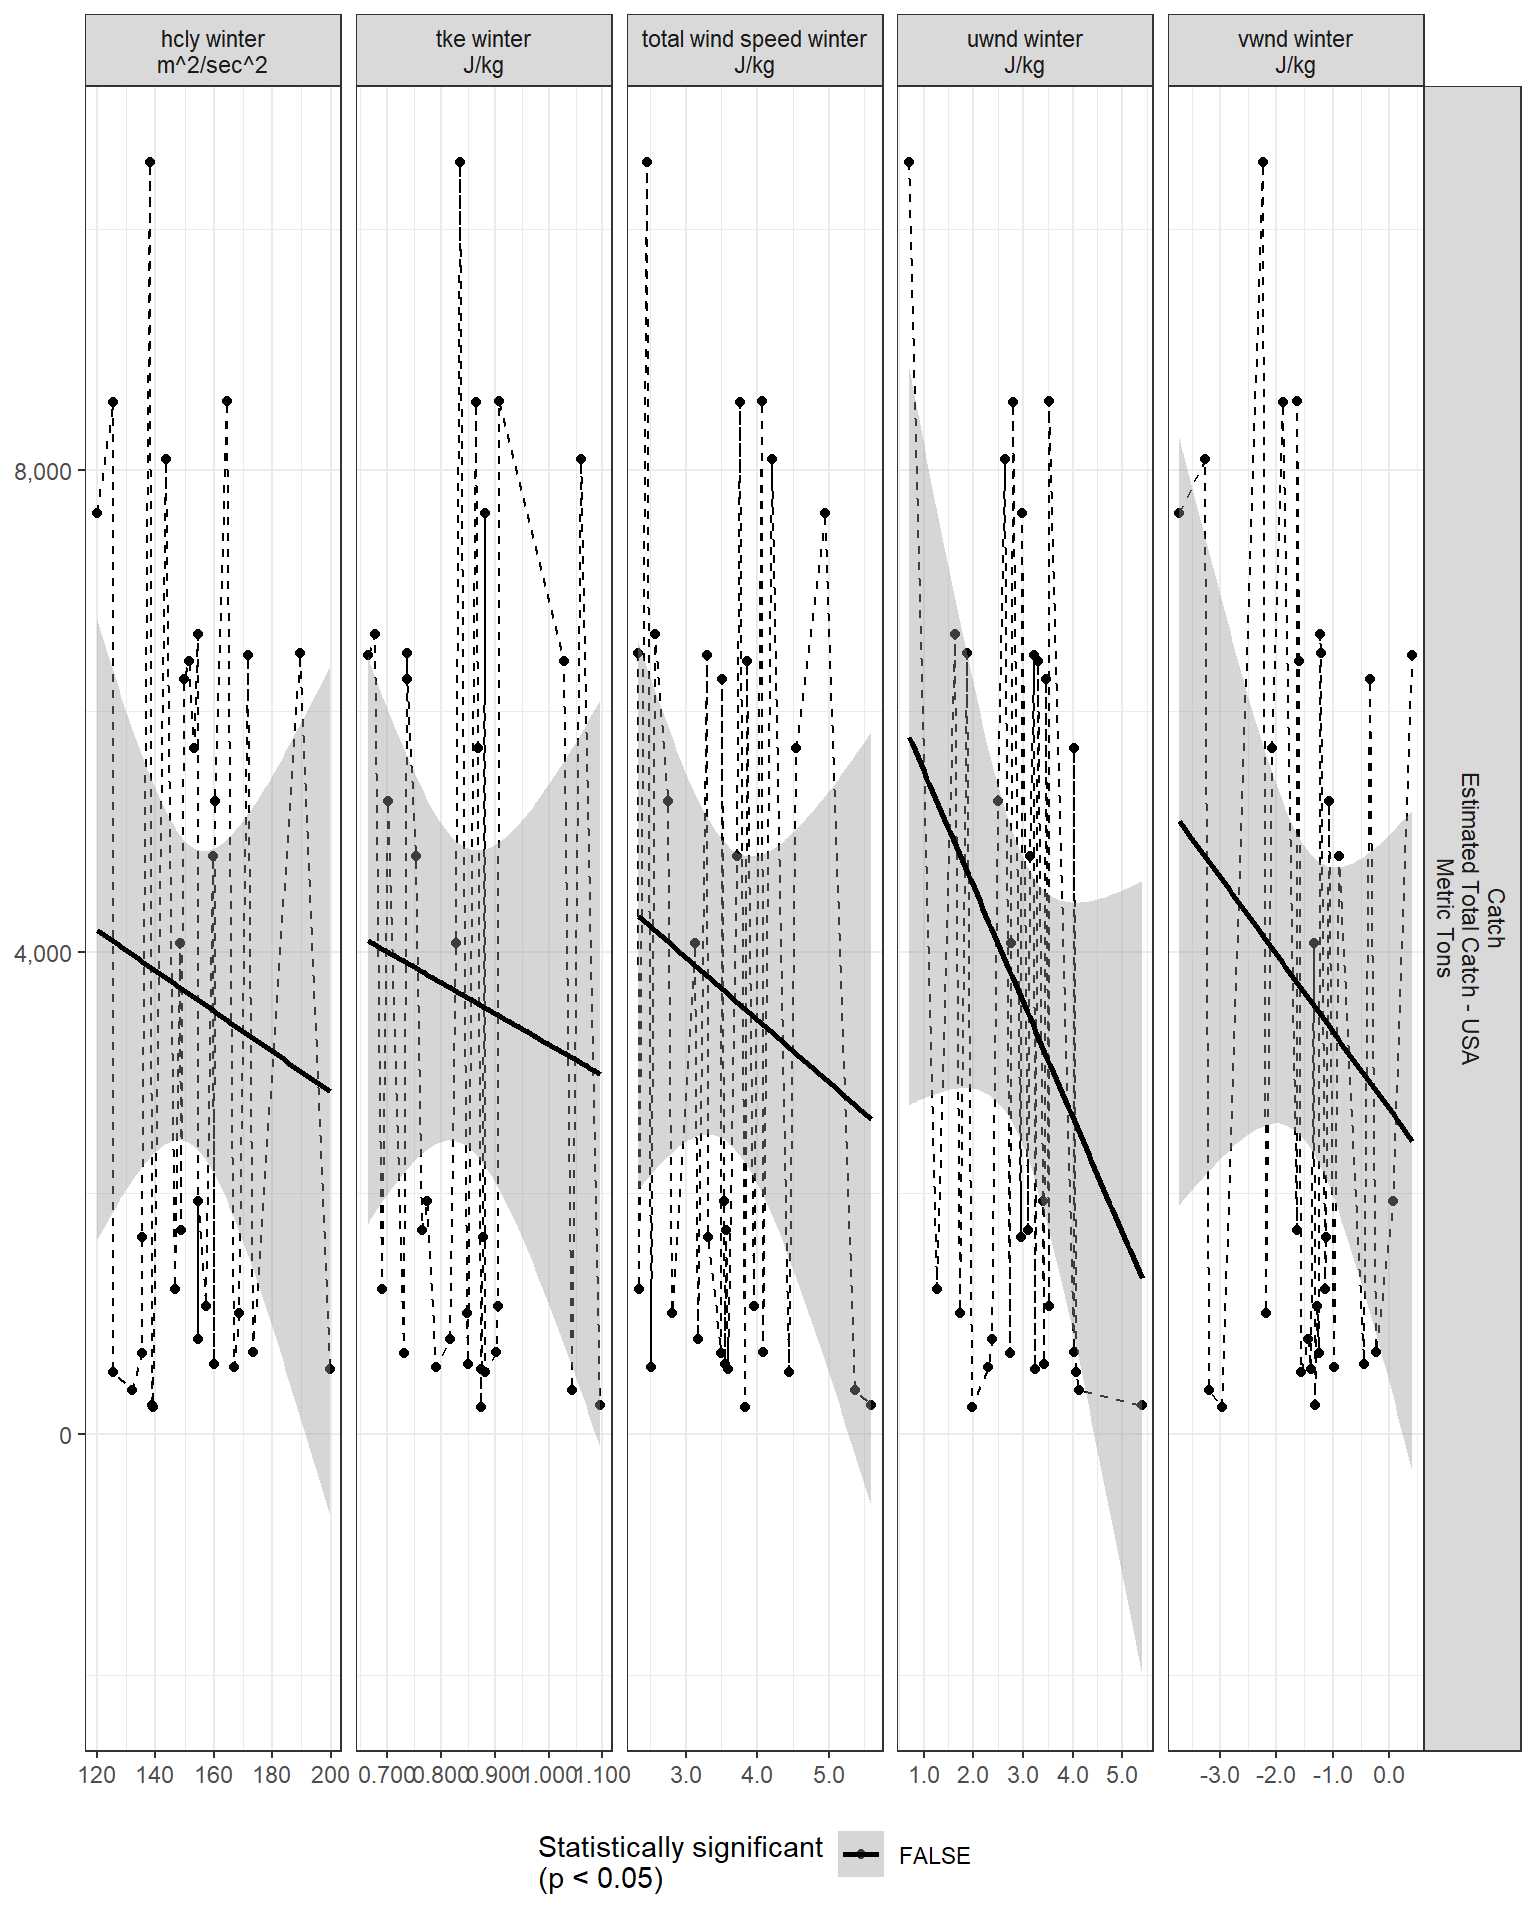 hcly winter
m^2/sec^2
tke winter
J/kg
total wind speed winter
J/kg
uwnd winter
J/kg
vwnd winter
J/kg
8,000
4,000
0
Catch
Estimated Total Catch - USA
Metric Tons
120 140 160 180 200
0.700 0.800 0.900 1.000 1.100
3.0 4.0 5.0
1.0 2.0 3.0 4.0 5.0
-3.0 -2.0 -1.0 0.0
Statistically significant
(p < 0.05)
FALSE